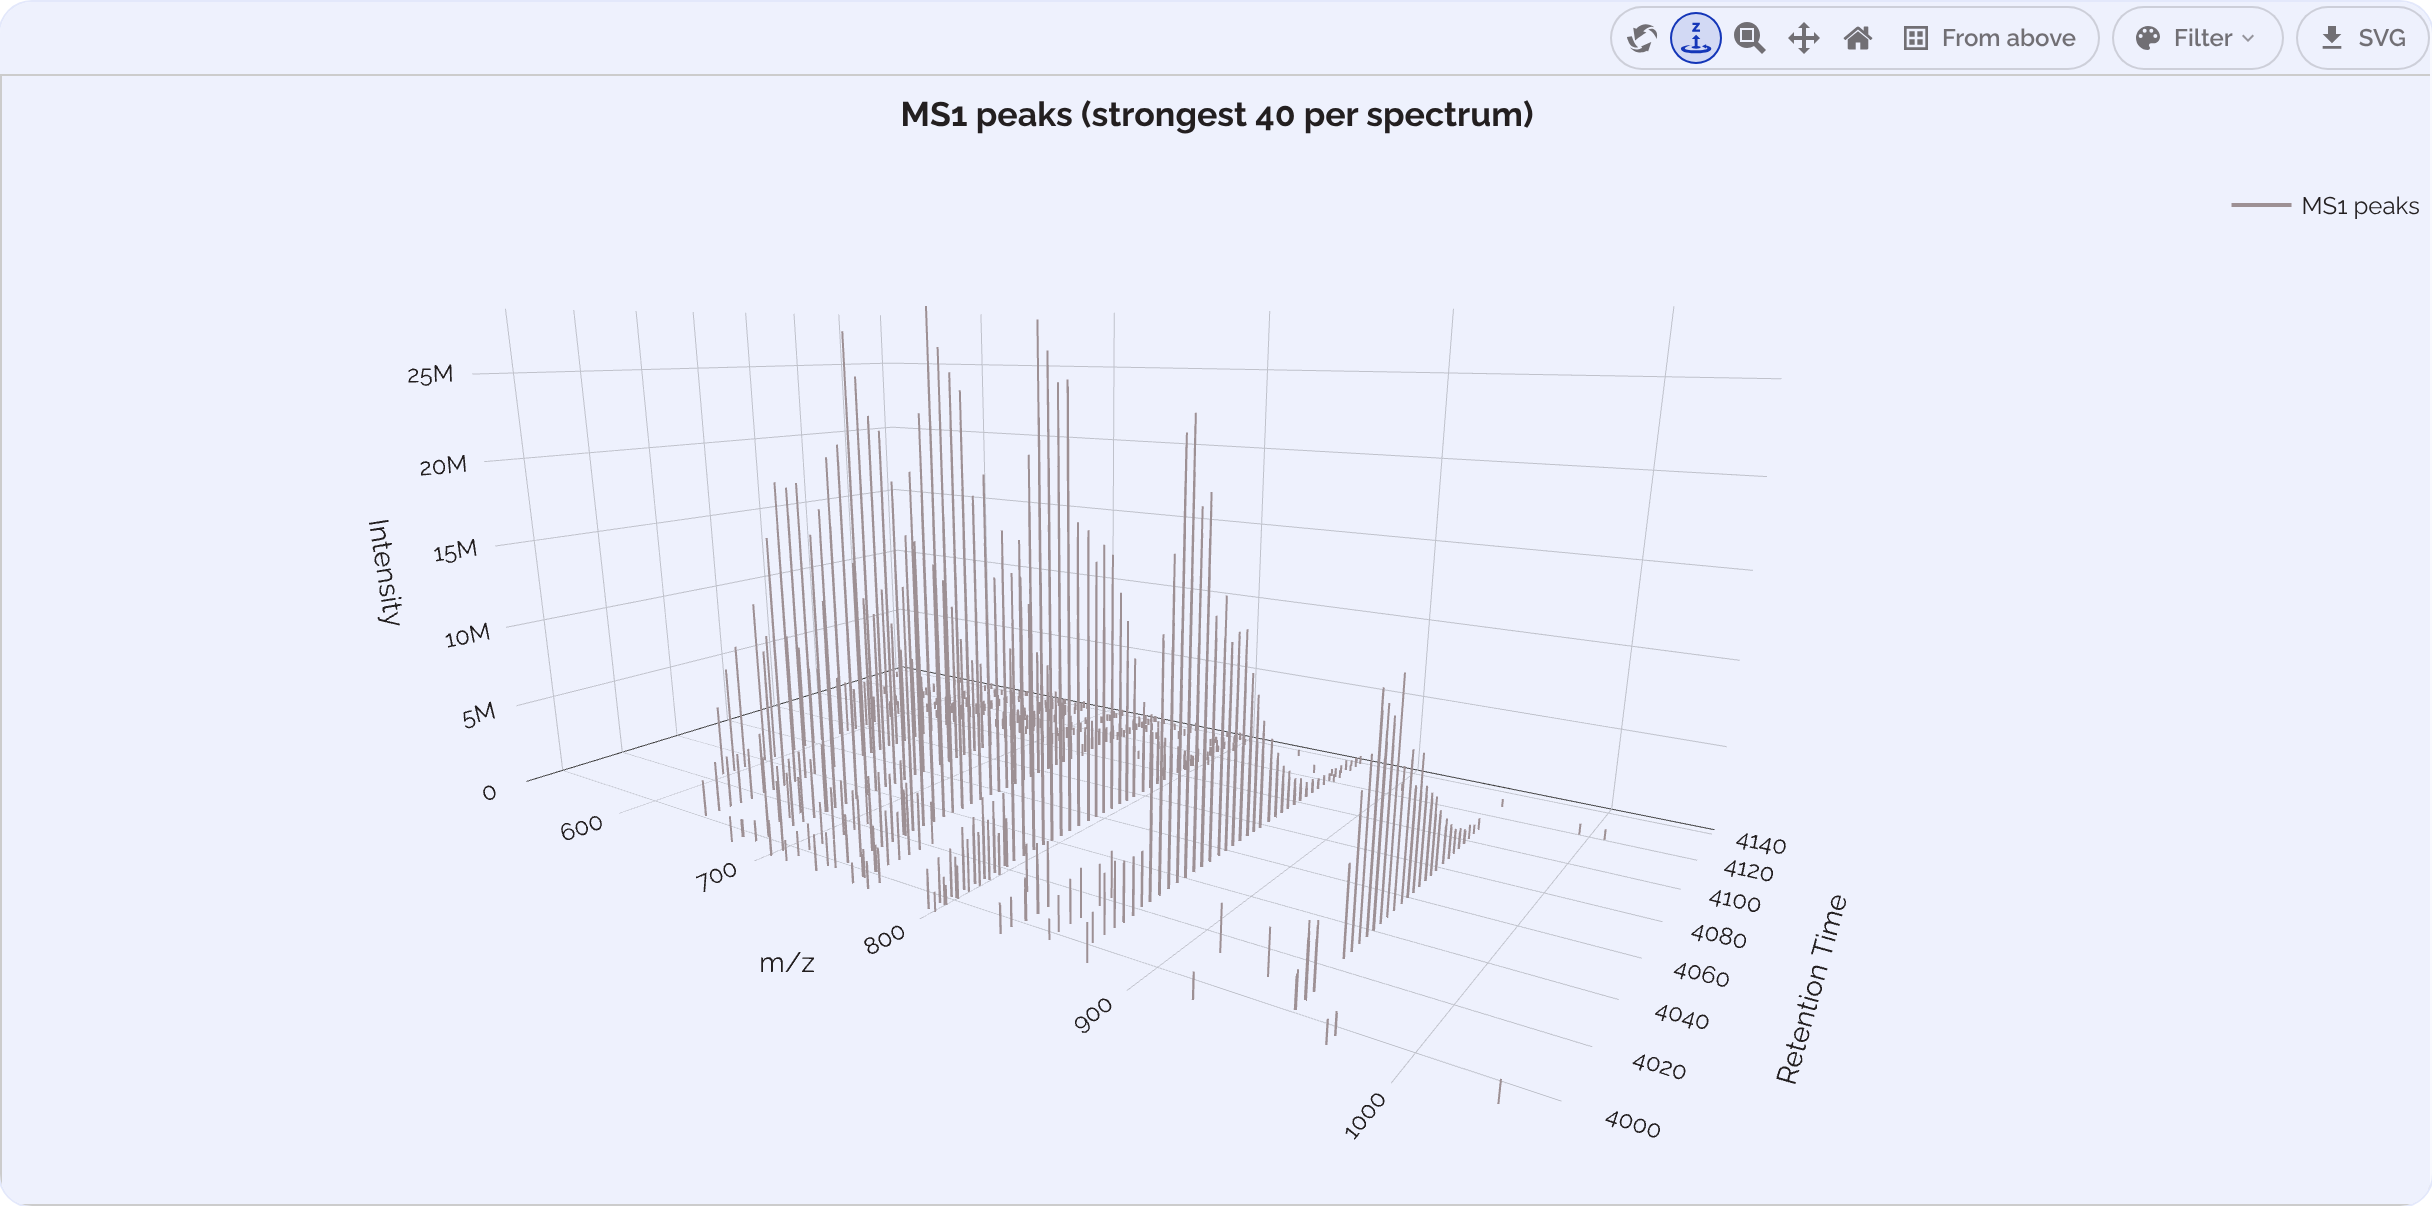 From above
Filter
SVG
MS1 peaks (strongest 40 per spectrum)
MS1 peaks
25M
20M
15M
10M
5M
0
Intensity
600
700
800
900
1000
m/z
4140
4120
4100
4080
4060
4040
4020
4000
Retention Time